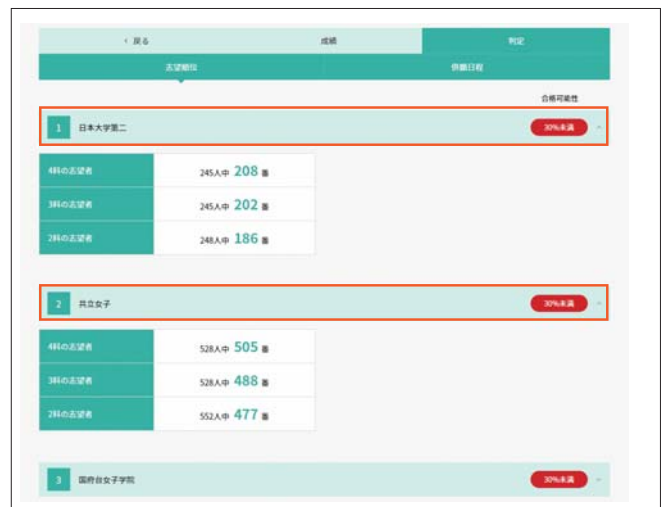 < 戻る 成績 判定
志望順位 併願日程
合格可能性
1 日本大学第二 30%未満
4科の志望者 245人中 208 番
3科の志望者 245人中 202 番
2科の志望者 248人中 186 番
2 共立女子 30%未満
4科の志望者 528人中 505 番
3科の志望者 528人中 488 番
2科の志望者 552人中 477 番
3 国府台女子学院 30%未満